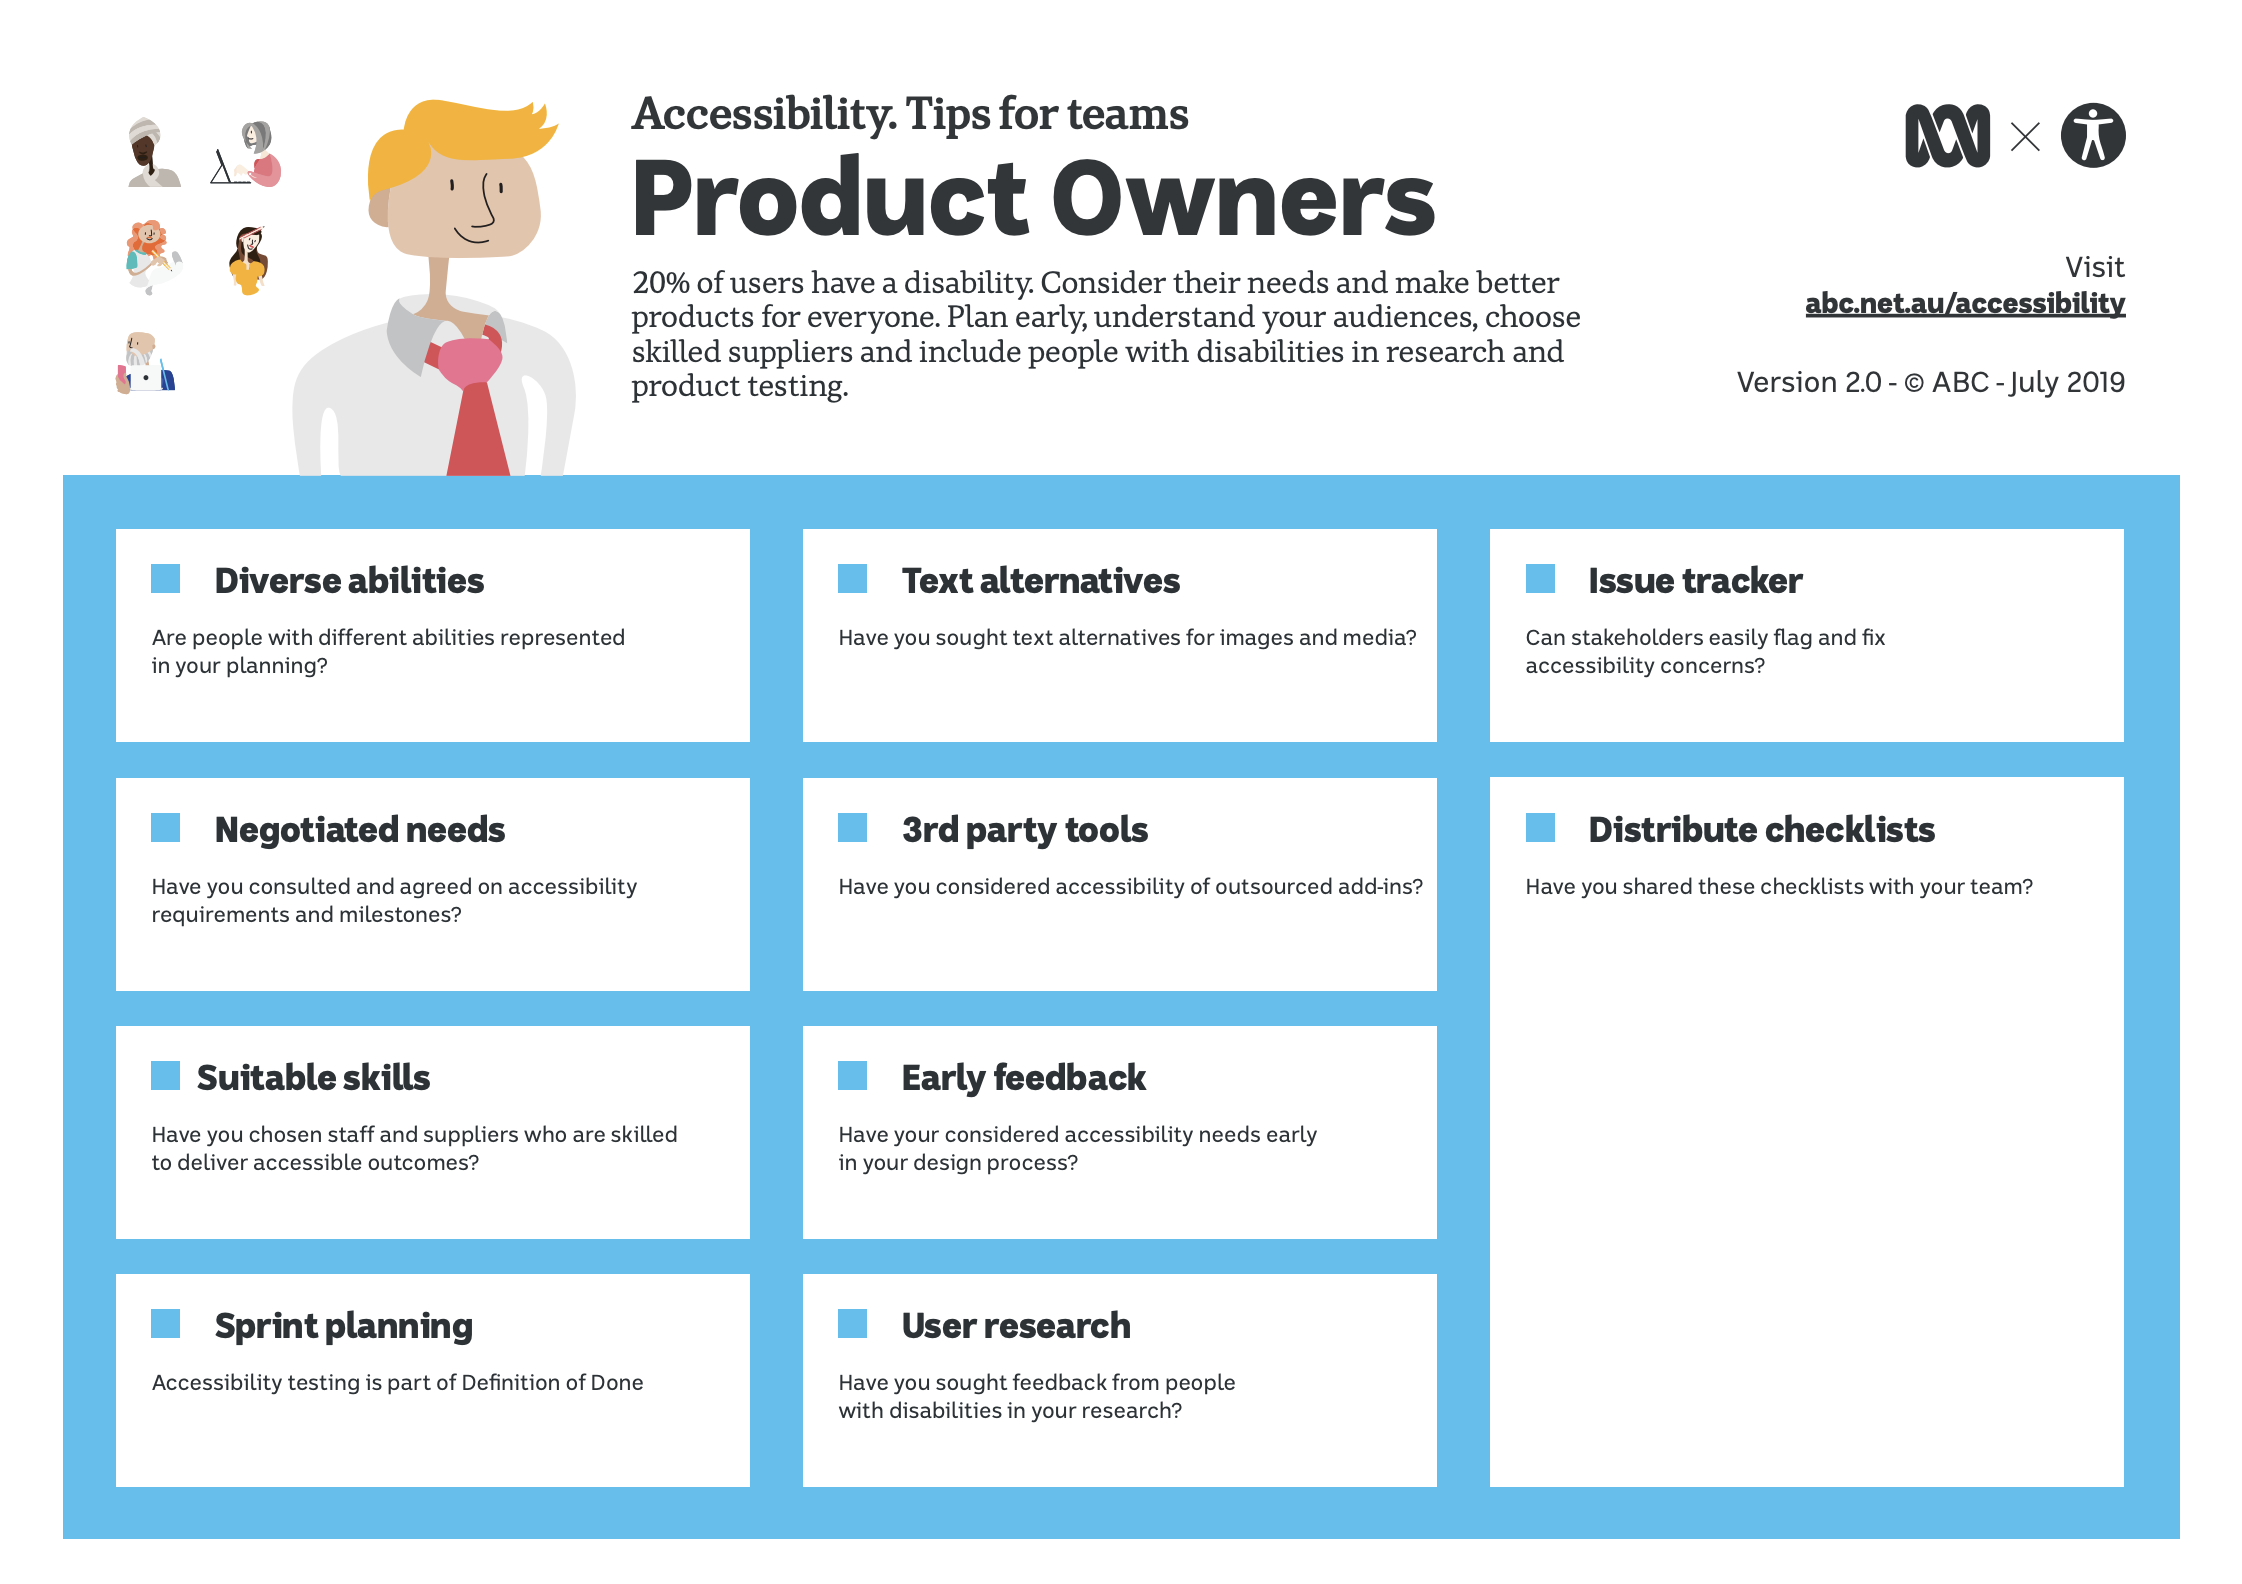 Accessibility. Tips for teams
Product Owners
20% of users have a disability. Consider their needs and make better
products for everyone. Plan early, understand your audiences, choose
skilled suppliers and include people with disabilities in research and
product testing.
Visit
abc.net.au/accessibility
Version 2.0 - © ABC - July 2019
Diverse abilities
Are people with different abilities represented
in your planning?
Negotiated needs
Have you consulted and agreed on accessibility
requirements and milestones?
Suitable skills
Have you chosen staff and suppliers who are skilled
to deliver accessible outcomes?
Sprint planning
Accessibility testing is part of Definition of Done
Text alternatives
Have you sought text alternatives for images and media?
3rd party tools
Have you considered accessibility of outsourced add-ins?
Early feedback
Have your considered accessibility needs early
in your design process?
User research
Have you sought feedback from people
with disabilities in your research?
Issue tracker
Can stakeholders easily flag and fix
accessibility concerns?
Distribute checklists
Have you shared these checklists with your team?